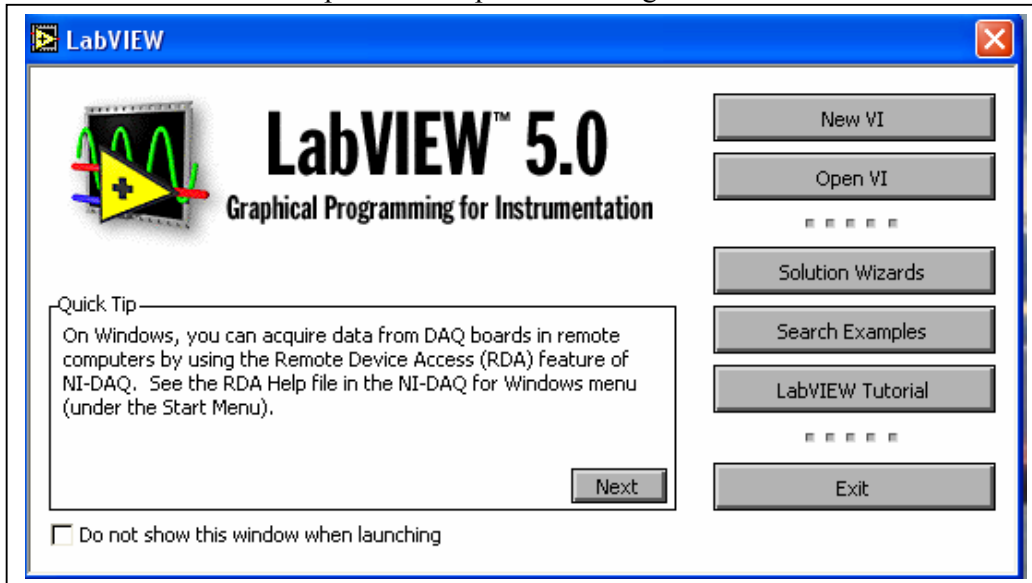 LabVIEW
LabVIEW™ 5.0
Graphical Programming for Instrumentation
Quick Tip
On Windows, you can acquire data from DAQ boards in remote
computers by using the Remote Device Access (RDA) feature of
NI-DAQ. See the RDA Help file in the NI-DAQ for Windows menu
(under the Start Menu).
Next
Do not show this window when launching
New VI
Open VI
Solution Wizards
Search Examples
LabVIEW Tutorial
Exit